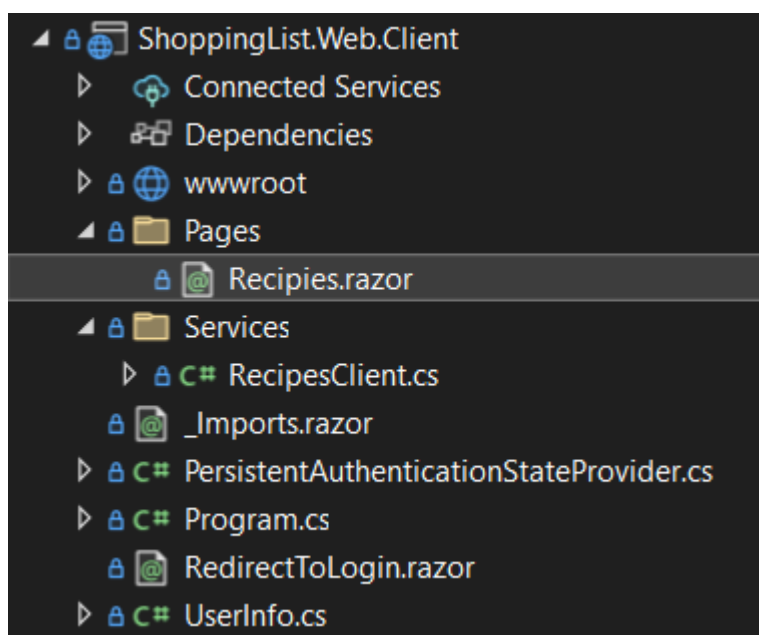 ShoppingList.Web.Client
Connected Services
Dependencies
wwwroot
Pages
@ Recipies.razor
Services
C# RecipesClient.cs
@ _Imports.razor
C# PersistentAuthenticationStateProvider.cs
C# Program.cs
@ RedirectToLogin.razor
C# UserInfo.cs